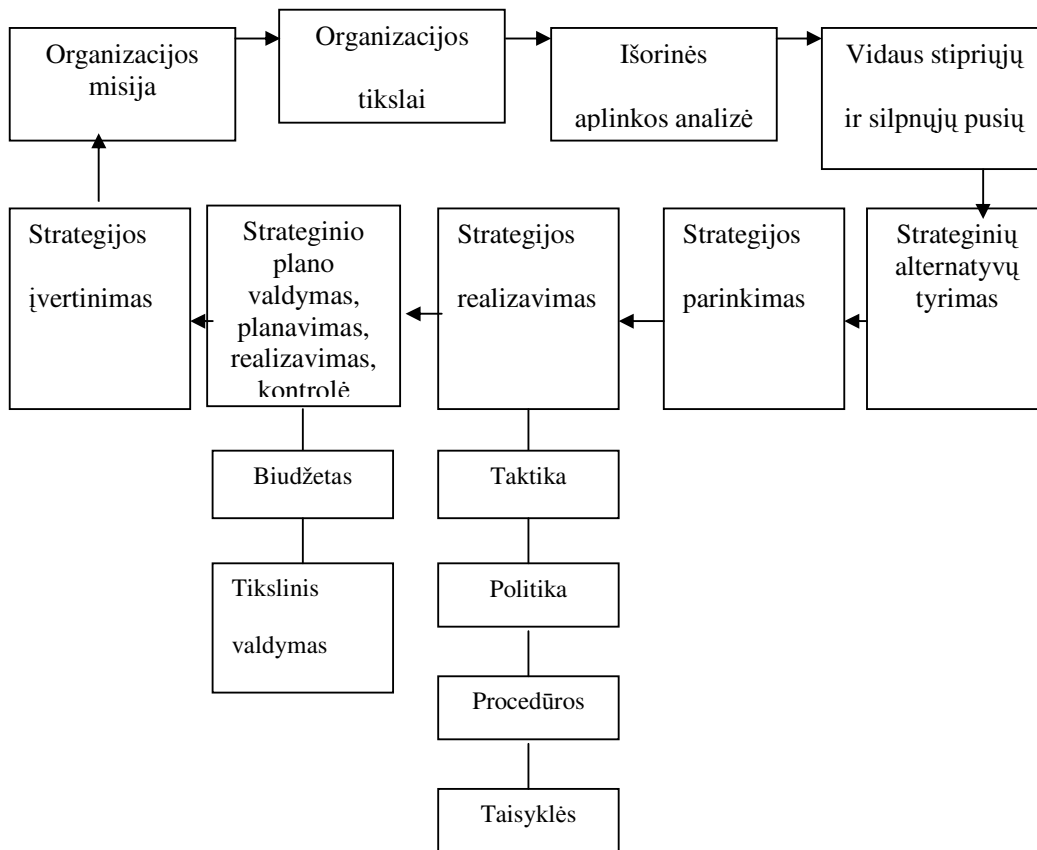 Organizacijos
misija
Organizacijos
tikslai
Išorinės
aplinkos analizė
Vidaus stipriųjų
ir silpnųjų pusių
Strategijos
įvertinimas
Strateginio
plano
valdymas,
planavimas,
realizavimas,
kontrolė
Strategijos
realizavimas
Strategijos
parinkimas
Strateginių
alternatyvų
tyrimas
Biudžetas
Taktika
Tikslinis
valdymas
Politika
Procedūros
Taisyklės